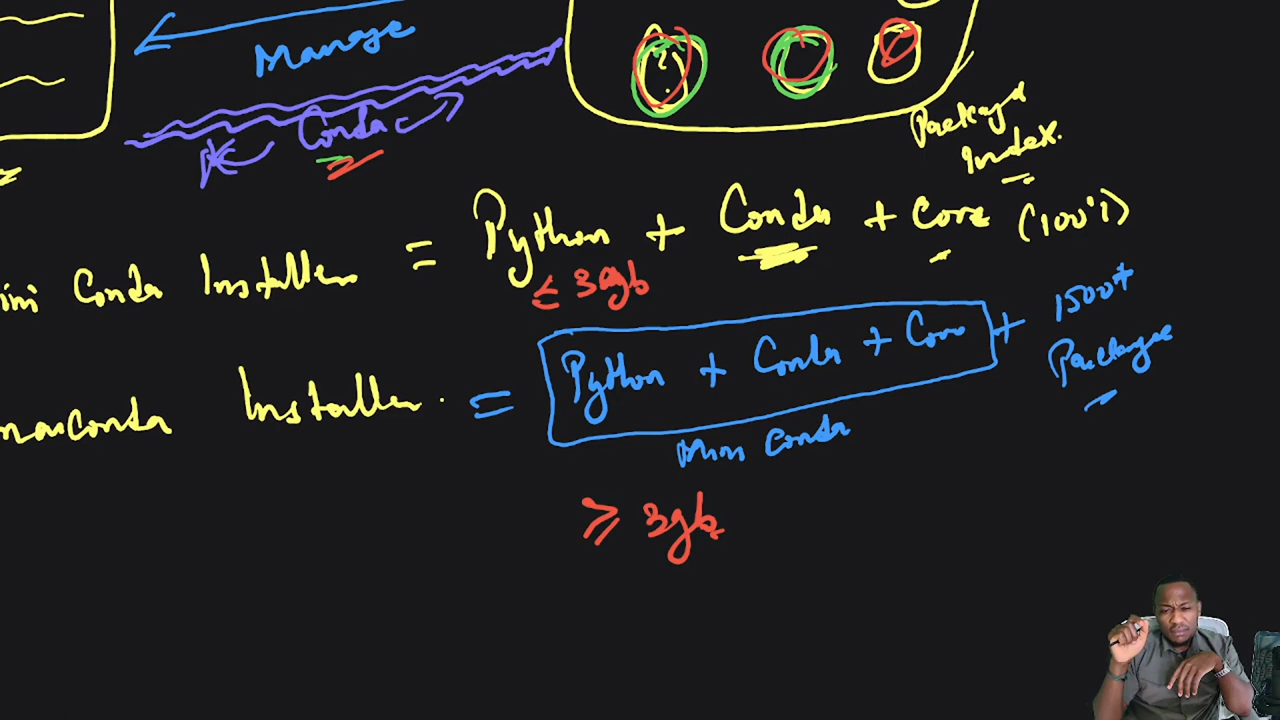 Manage
Conda
Package
Index.
ini Conda Installer = Python + Conda + core (100%)
≤ 3gb
naconda Installer. = Python + Conda + Core + 1500+
Packages
Mini Conda
≥ 3gb